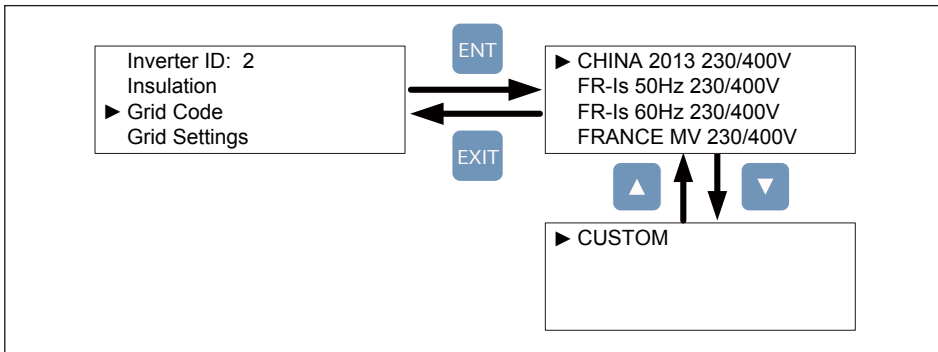 Inverter ID: 2
Insulation
► Grid Code
Grid Settings
ENT
EXIT
► CHINA 2013 230/400V
FR-Is 50Hz 230/400V
FR-Is 60Hz 230/400V
FRANCE MV 230/400V
▲
▼
► CUSTOM